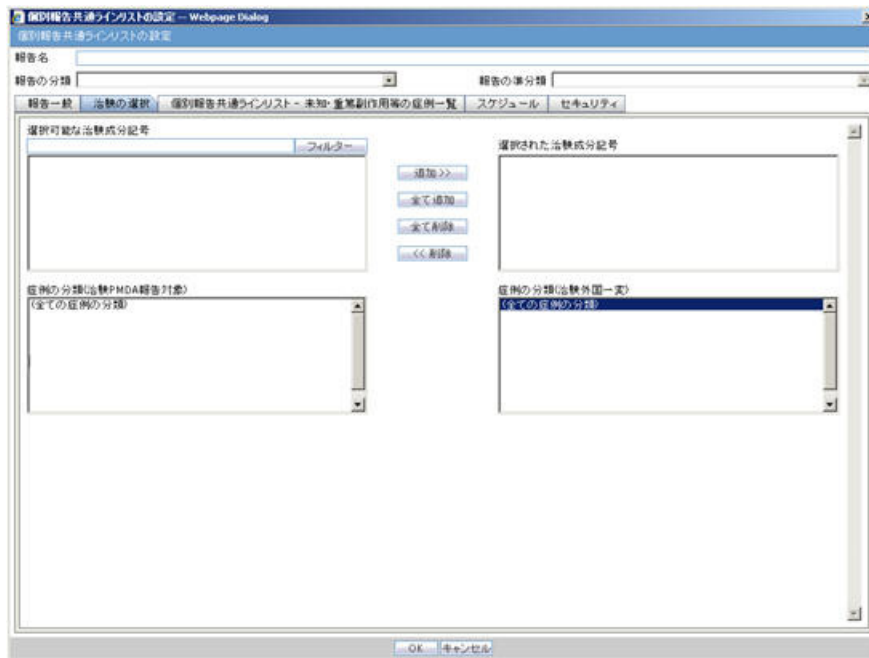 個別報告共通ラインリストの設定 -- Webpage Dialog
個別報告共通ラインリストの設定
報告名
報告の分類
報告の準分類
報告一般 治験の選択 個別報告共通ラインリスト - 未知・重篤副作用等の症例一覧 スケジュール セキュリティ
選択可能な治験成分記号
選択された治験成分記号
フィルター
追加 >>
全て追加
全て削除
<< 削除
症例の分類(治験PMDA報告対象)
症例の分類(治験外国一変)
(全ての症例の分類)
(全ての症例の分類)
OK キャンセル